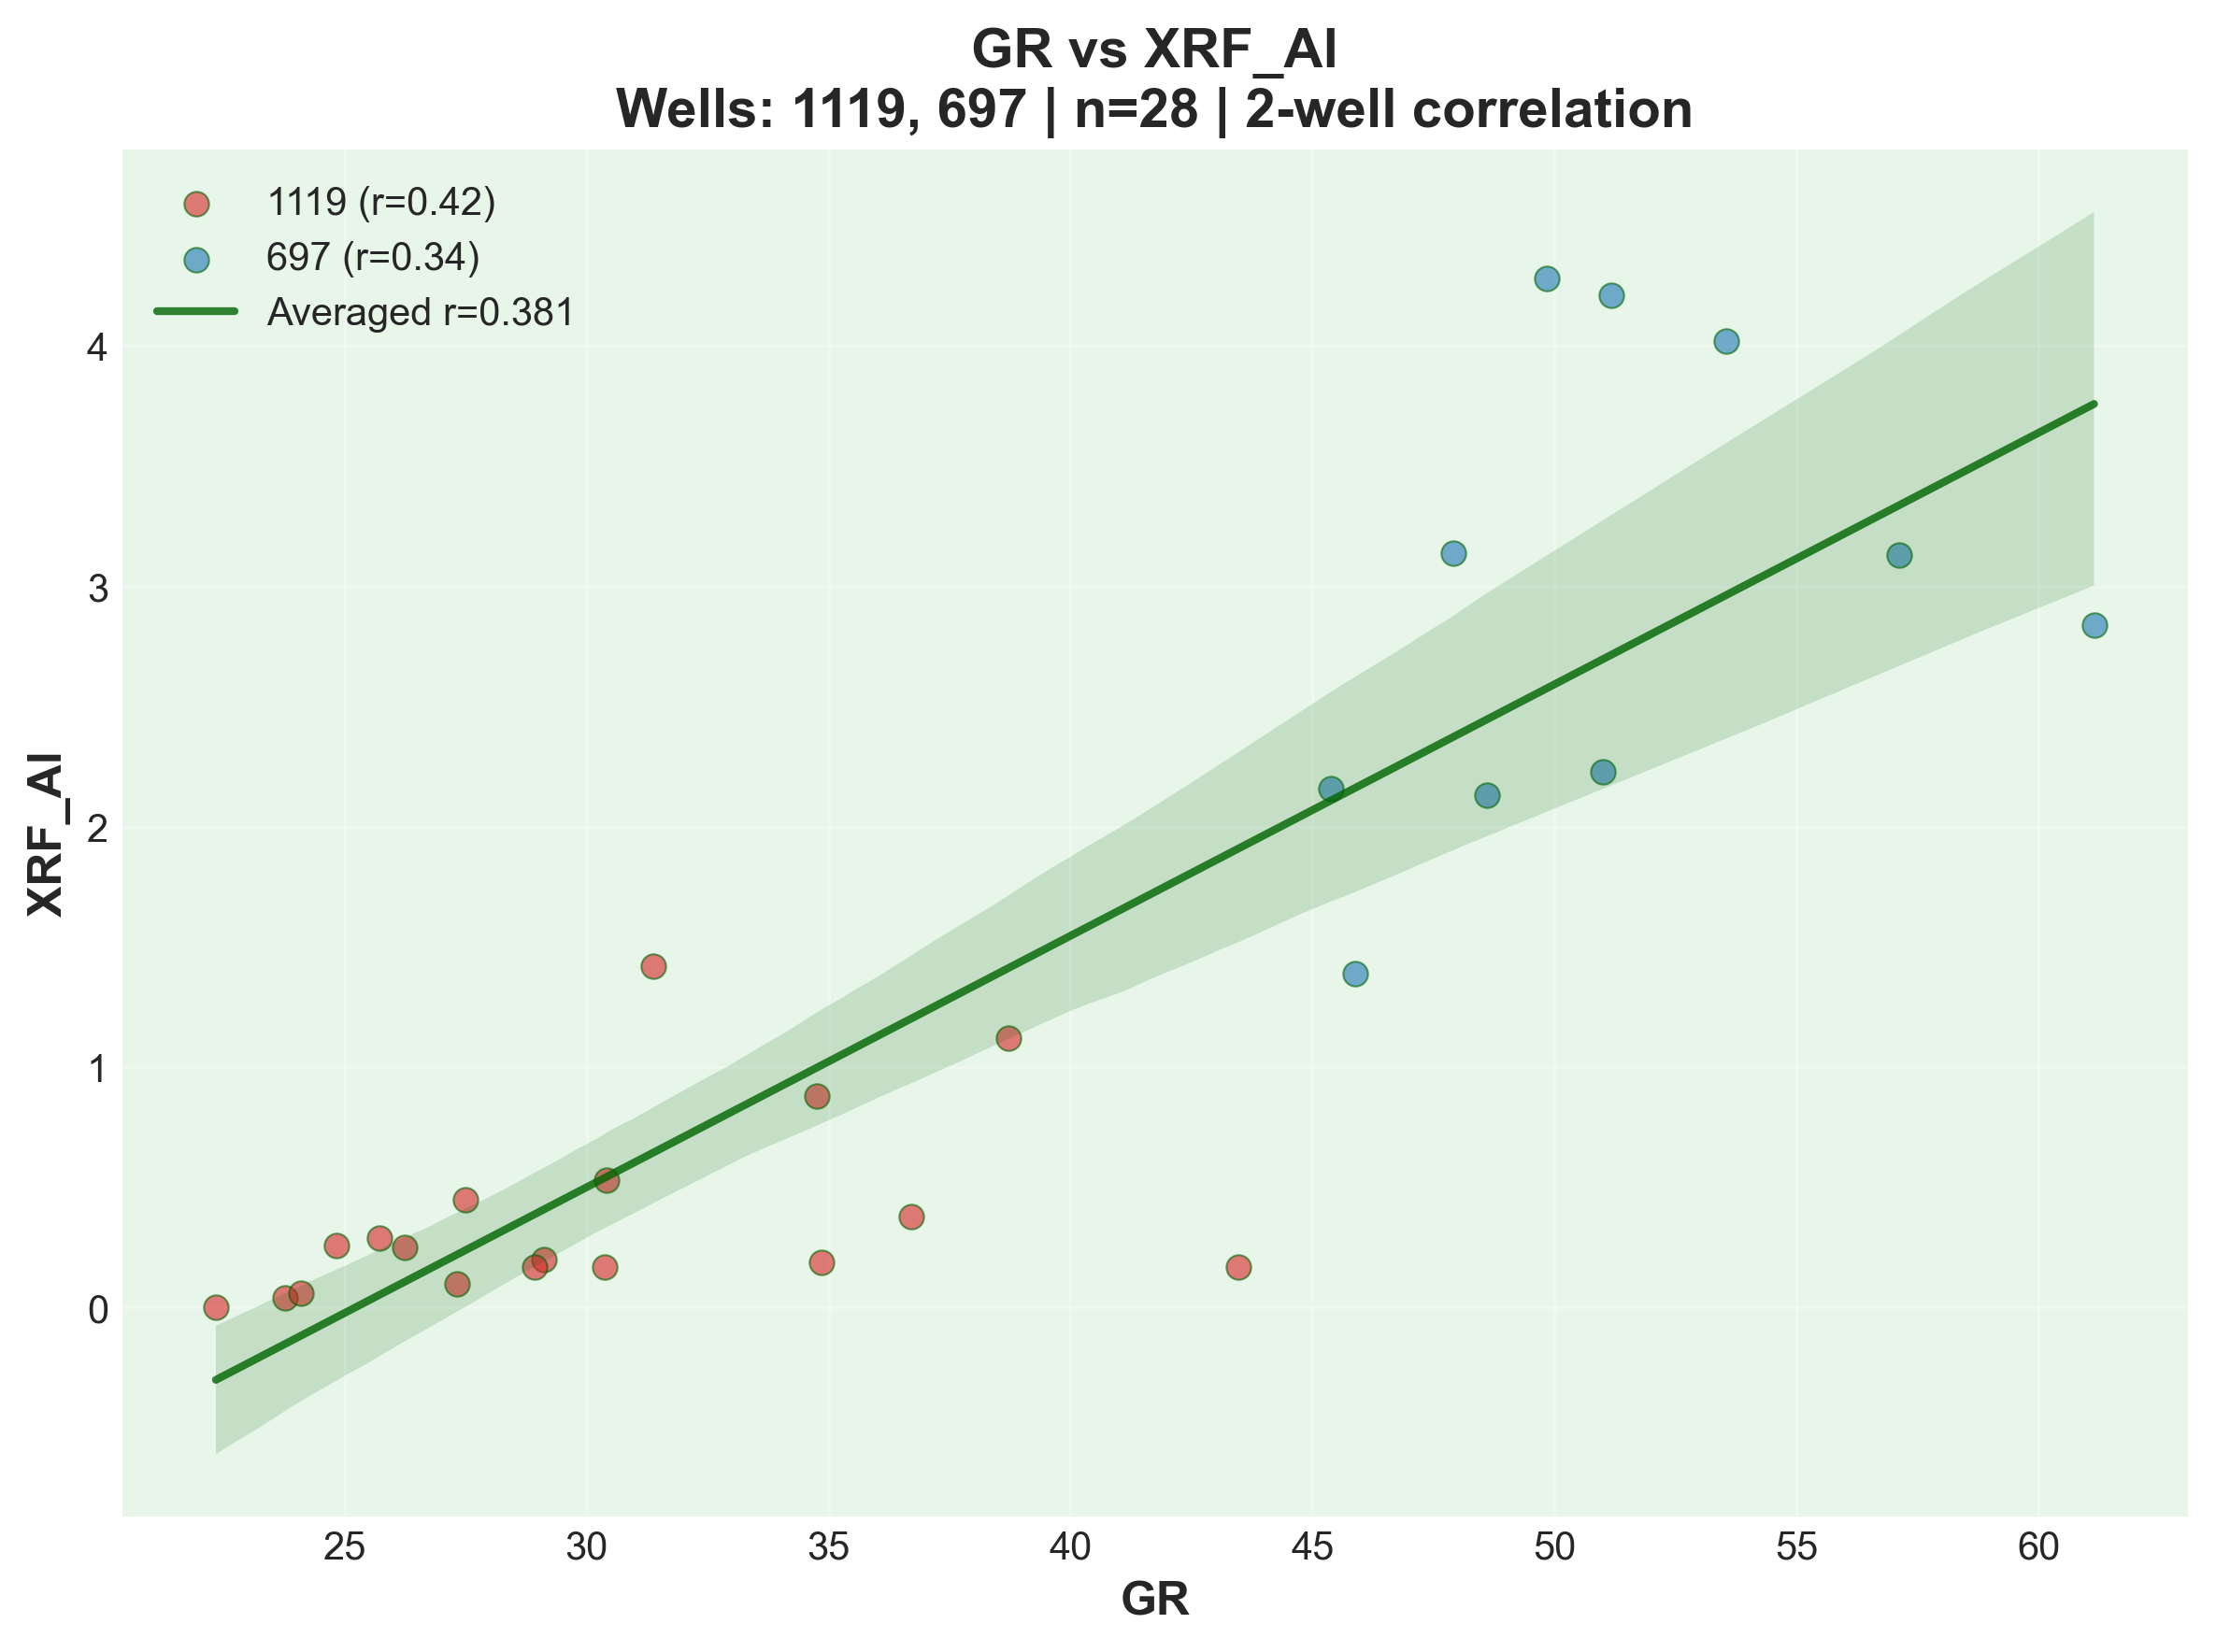 GR vs XRF_Al
Wells: 1119, 697 | n=28 | 2-well correlation
1119 (r=0.42)
697 (r=0.34)
Averaged r=0.381
4
3
2
1
0
XRF_Al
25 30 35 40 45 50 55 60
GR